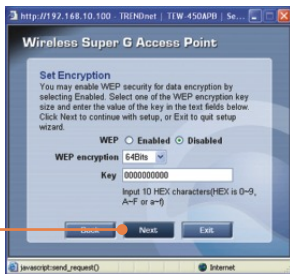 http://192.168.10.100 - TRENDnet | TEW-450APB | Se...
Wireless Super G Access Point
Set Encryption
You may enable WEP security for data encryption by
selecting Enabled. Select one of the WEP encryption key
size and enter the value of the key in the text fields below.
Click Next to continue with setup, or Exit to quit setup
wizard.
WEP Enabled Disabled
WEP encryption 64Bits
Key 0000000000
Input 10 HEX characters(HEX is 0~9,
A~F or a~f)
Back Next Exit
javascript:send_request() Internet